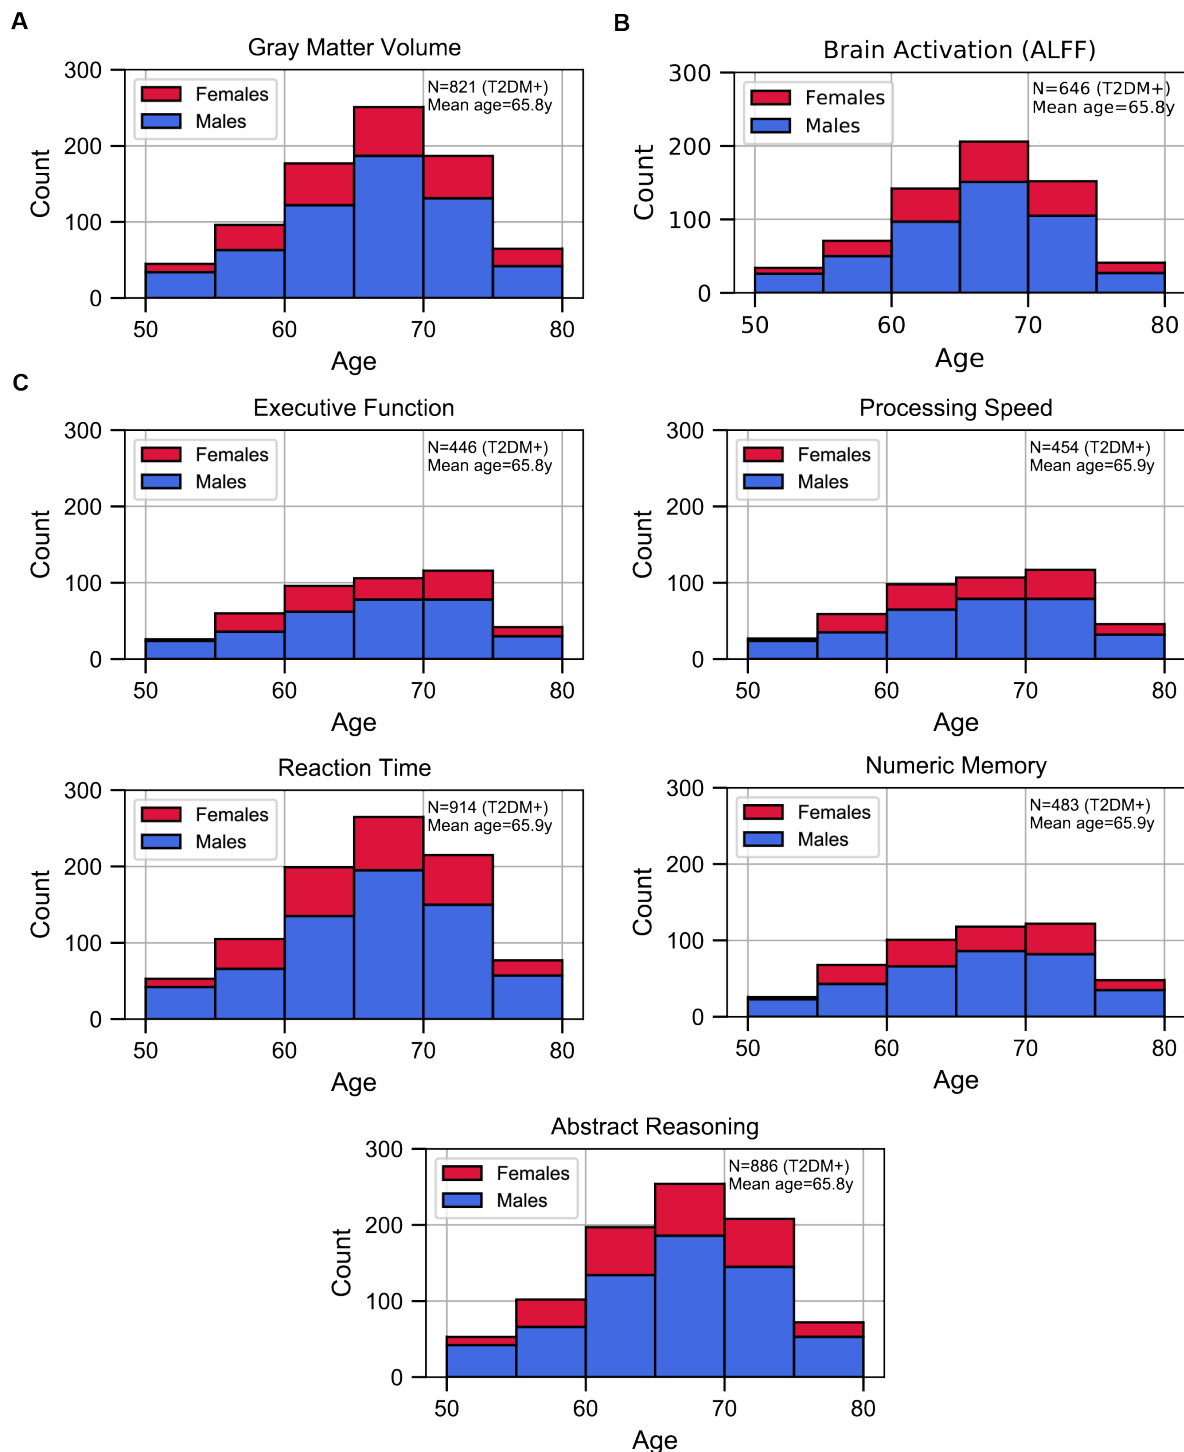 A
Gray Matter Volume
300
200
100
0
Count
Females
Males
N=821 (T2DM+)
Mean age=65.8y
50 60 70 80
Age
B
Brain Activation (ALFF)
300
200
100
0
Count
Females
Males
N=646 (T2DM+)
Mean age=65.8y
50 60 70 80
Age
C
Executive Function
300
200
100
0
Count
Females
Males
N=446 (T2DM+)
Mean age=65.8y
50 60 70 80
Age
Processing Speed
300
200
100
0
Count
Females
Males
N=454 (T2DM+)
Mean age=65.9y
50 60 70 80
Age
Reaction Time
300
200
100
0
Count
Females
Males
N=914 (T2DM+)
Mean age=65.9y
50 60 70 80
Age
Numeric Memory
300
200
100
0
Count
Females
Males
N=483 (T2DM+)
Mean age=65.9y
50 60 70 80
Age
Abstract Reasoning
300
200
100
0
Count
Females
Males
N=886 (T2DM+)
Mean age=65.8y
50 60 70 80
Age